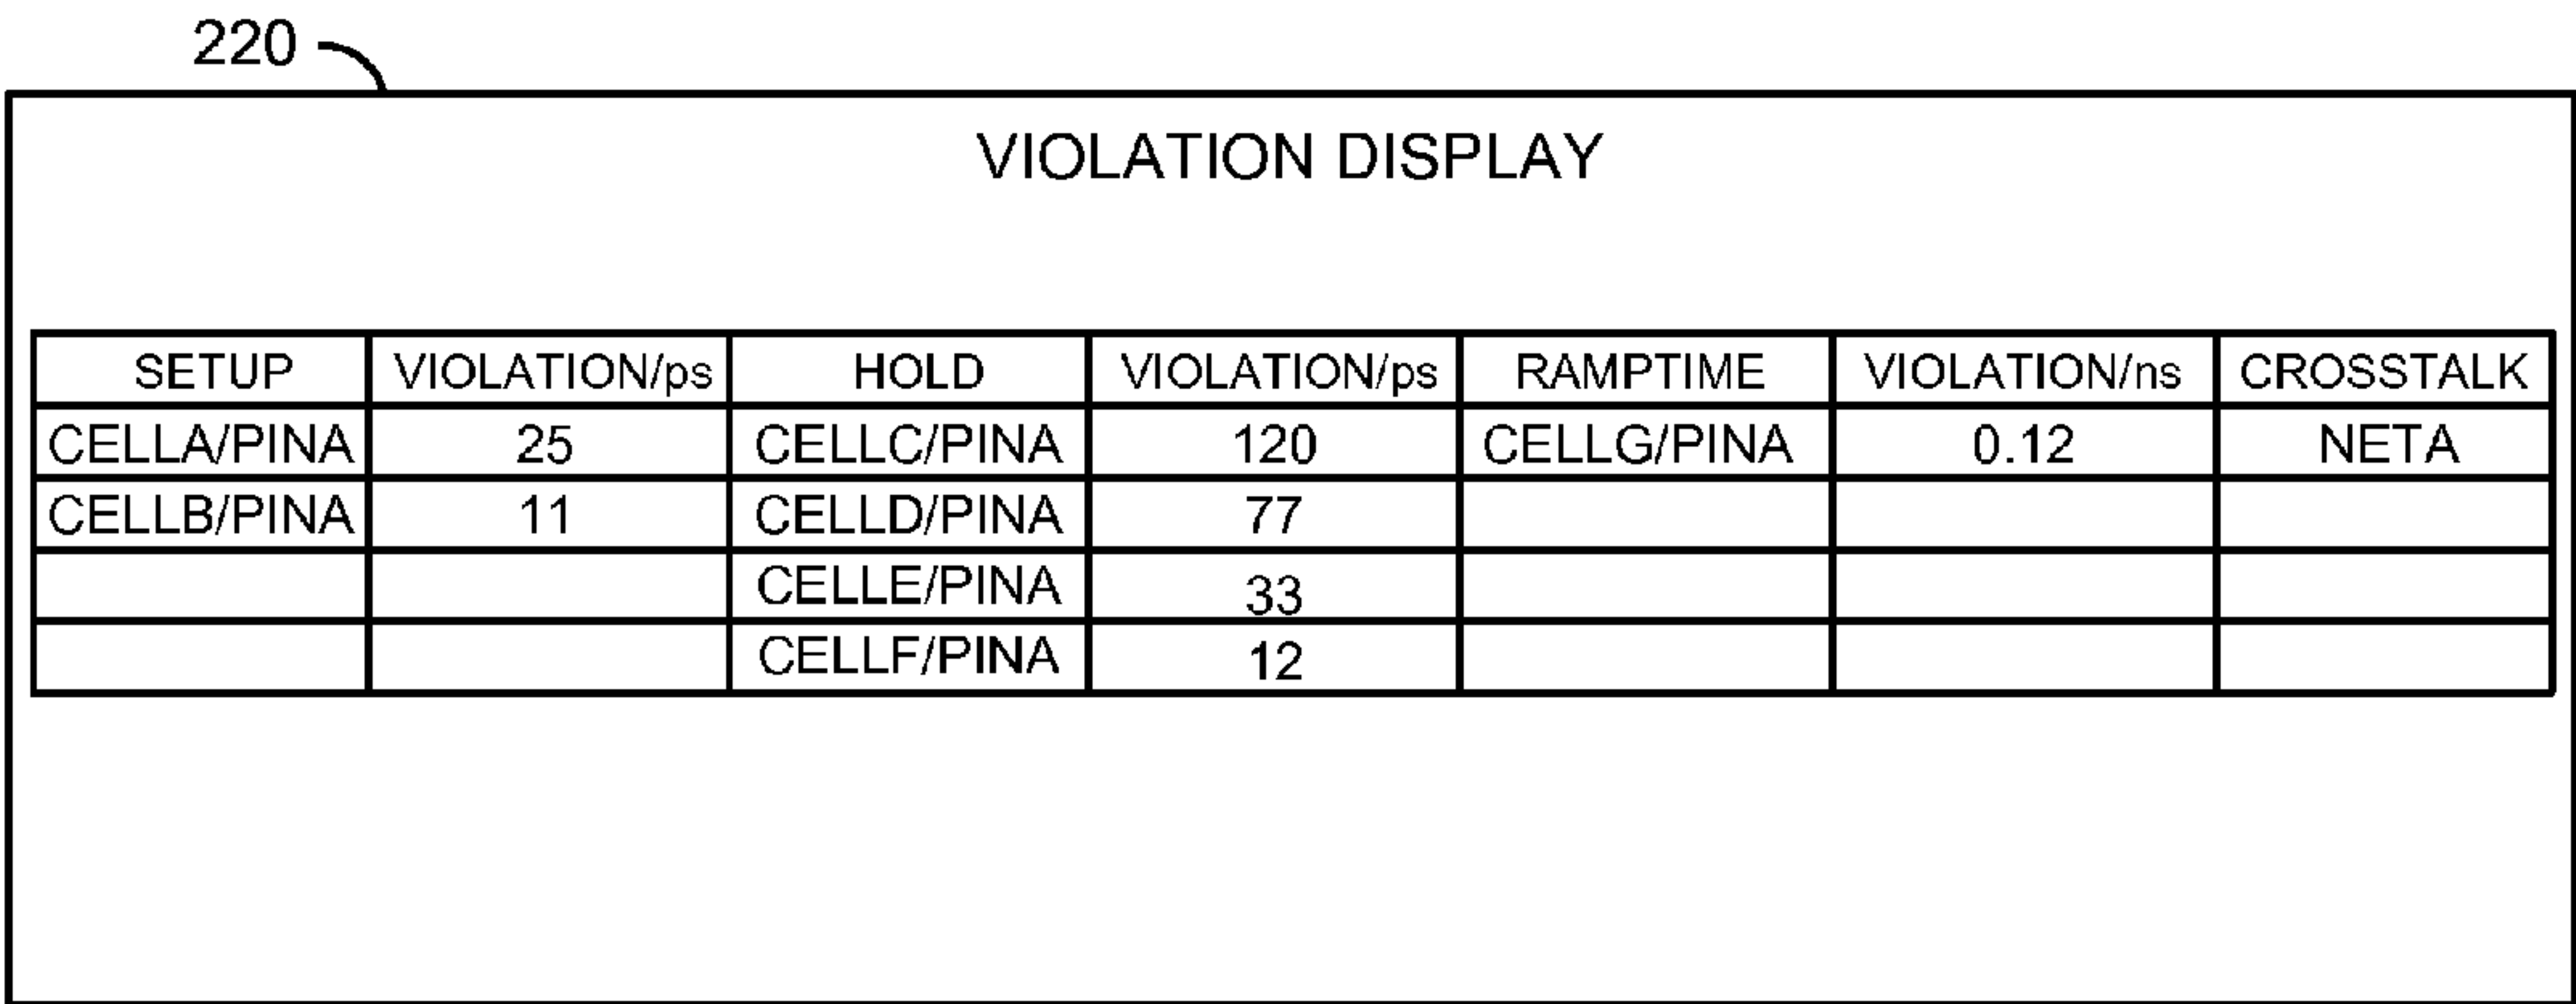 220
VIOLATION DISPLAY
SETUP VIOLATION/ps HOLD VIOLATION/ps RAMPTIME VIOLATION/ns CROSSTALK
CELLA/PINA 25 CELLC/PINA 120 CELLG/PINA 0.12 NETA
CELLB/PINA 11 CELLD/PINA 77
CELLE/PINA 33
CELLF/PINA 12